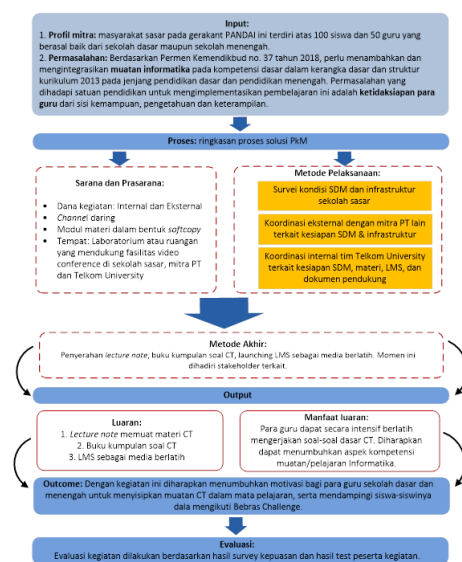 Input:
1. Profil mitra: masyarakat sasar pada gerakant PANDAI ini terdiri atas 100 siswa dan 50 guru yang
berasal baik dari sekolah dasar maupun sekolah menengah.
2. Permasalahan: Berdasarkan Permen Kemendikbud no. 37 tahun 2018, perlu menambahkan dan
mengintegrasikan muatan informatika pada kompetensi dasar dalam kerangka dasar dan struktur
kurikulum 2013 pada jenjang pendidikan dasar dan pendidikan menengah. Permasalahan yang
dihadapi satuan pendidikan untuk mengimplementasikan pembelajaran ini adalah ketidaksiapan para
guru dari sisi kemampuan, pengetahuan dan keterampilan.
Proses: ringkasan proses solusi PkM
Sarana dan Prasarana:
• Dana kegiatan: Internal dan Eksternal
• Channel daring
• Modul materi dalam bentuk softcopy
• Tempat: Laboratorium atau ruangan
yang mendukung fasilitas video
conference di sekolah sasar, mitra PT
dan Telkom University
Metode Pelaksanaan:
Survei kondisi SDM dan infrastruktur
sekolah sasar
Koordinasi eksternal dengan mitra PT lain
terkait kesiapan SDM & infrastruktur
Koordinasi internal tim Telkom University
terkait kesiapan SDM, materi, LMS, dan
dokumen pendukung
Metode Akhir:
Penyerahan lecture note, buku kumpulan soal CT, launching LMS sebagai media berlatih. Momen ini
dihadiri stakeholder terkait.
Output
Luaran:
1. Lecture note memuat materi CT
2. Buku kumpulan soal CT
3. LMS sebagai media berlatih
Manfaat luaran:
Para guru dapat secara intensif berlatih
mengerjakan soal-soal dasar CT. Diharapkan
dapat menumbuhkan aspek kompetensi
muatan/pelajaran Informatika.
Outcome: Dengan kegiatan ini diharapkan menumbuhkan motivasi bagi para guru sekolah dasar dan
menengah untuk menyisipkan muatan CT dalam mata pelajaran, serta mendampingi siswa-siswinya
dala mengikuti Bebras Challenge.
Evaluasi:
Evaluasi kegiatan dilakukan berdasarkan hasil survey kepuasan dan hasil test peserta kegiatan.